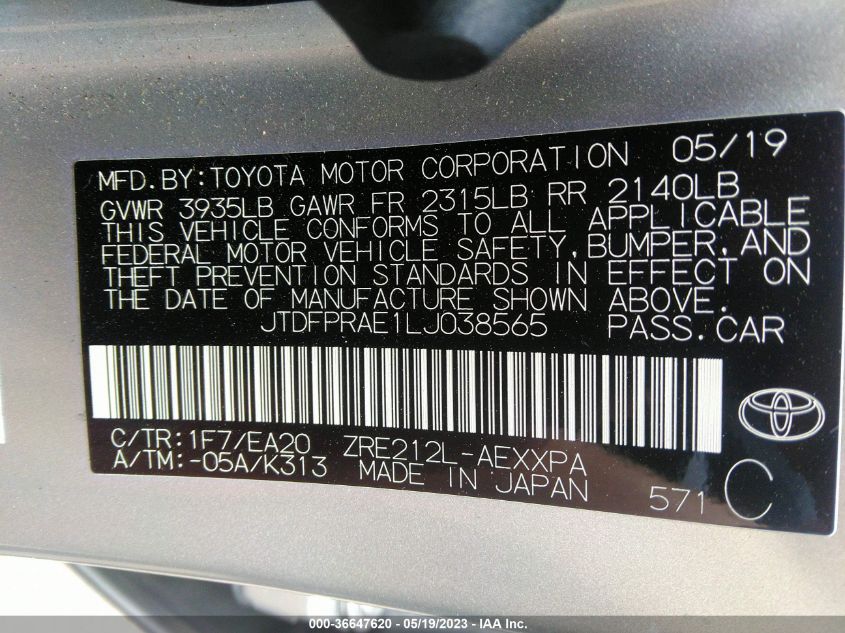 MFD.BY:TOYOTA MOTOR CORPORATION 05/19
GVWR 3935LB GAWR FR 2315LB RR 2140LB
THIS VEHICLE CONFORMS TO ALL APPLICABLE
FEDERAL MOTOR VEHICLE SAFETY,BUMPER,AND
THEFT PREVENTION STANDARDS IN EFFECT ON
THE DATE OF MANUFACTURE SHOWN ABOVE.
JTDFPRAE1LJ038565 PASS.CAR
C/TR:1F7/EA20 ZRE212L-AEXXPA
A/TM:-05A/K313 MADE IN JAPAN 571 C
000-36647620 - 05/19/2023 - IAA Inc.